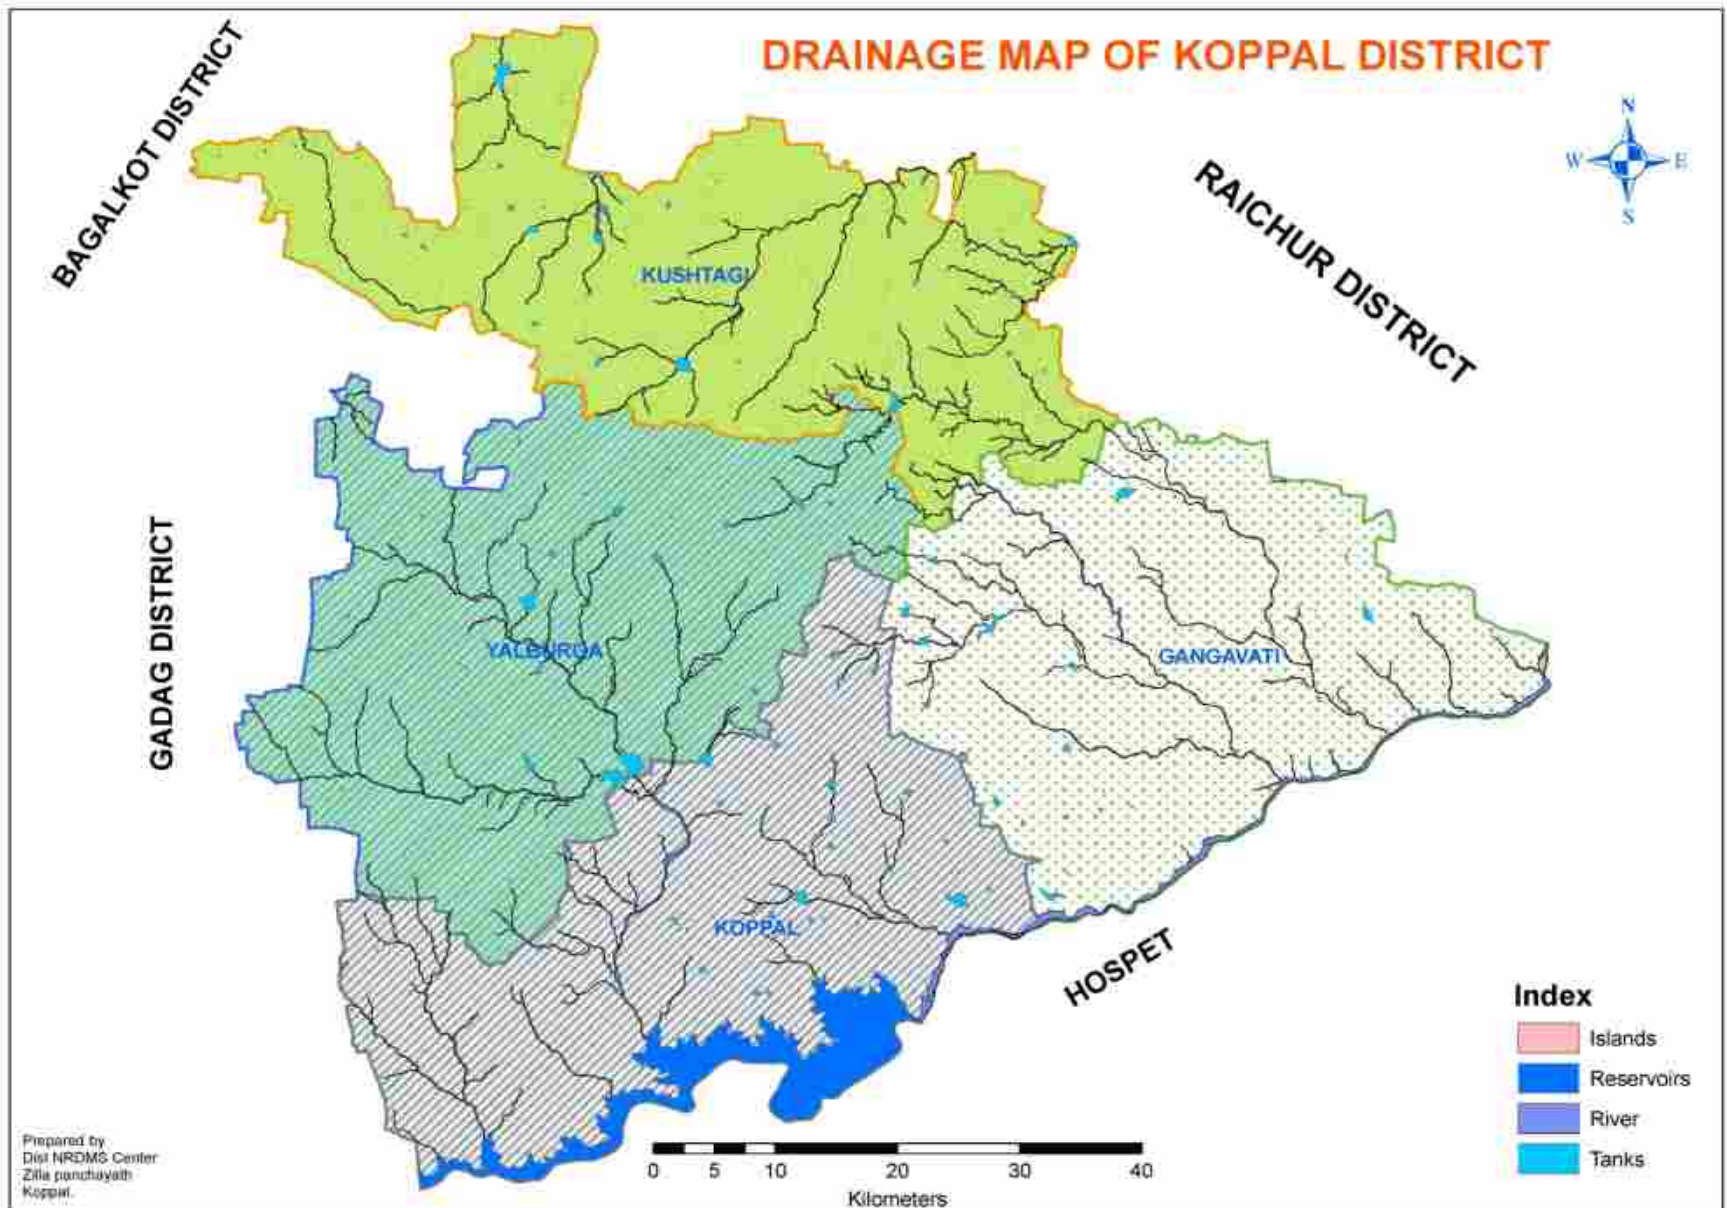 DRAINAGE MAP OF KOPPAL DISTRICT
BAGALKOT DISTRICT
N
W E
S
RAICHUR DISTRICT
KUSHTAGI
GADAG DISTRICT
YALBURGA
GANGAVATI
KOPPAL
HOSPET
Index
Islands
Reservoirs
River
Tanks
Prepared by
Dist NRDMS Center
Zilla panchayath
Koppal.
0 5 10 20 30 40
Kilometers